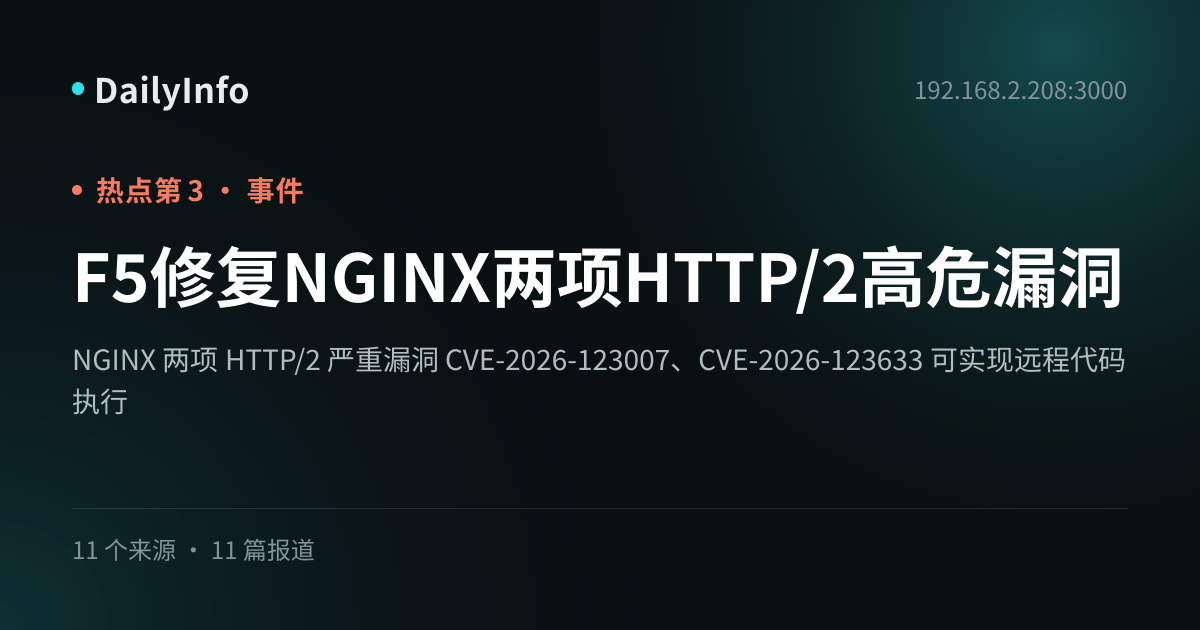 DailyInfo
192.168.2.208:3000
热点第 3 · 事件
F5修复NGINX两项HTTP/2高危漏洞
NGINX 两项 HTTP/2 严重漏洞 CVE-2026-123007、CVE-2026-123633 可实现远程代码
执行
11 个来源 · 11 篇报道